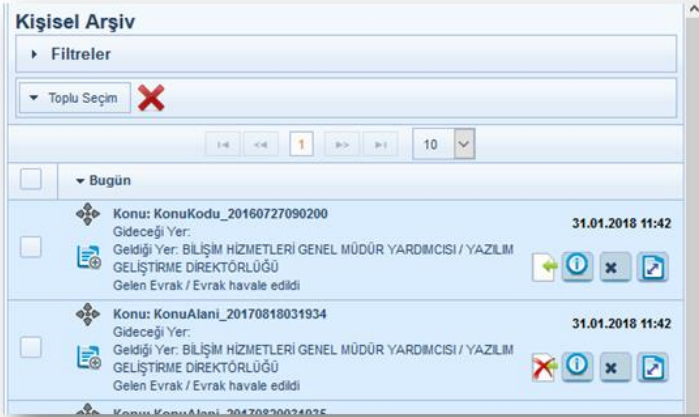 Kişisel Arşiv
Filtreler
Toplu Seçim
1
10
Bugün
Konu: KonuKodu_20160727090200
31.01.2018 11:42
Gideceği Yer:
Geldiği Yer: BİLİŞİM HİZMETLERİ GENEL MÜDÜR YARDIMCISI / YAZILIM
GELİŞTİRME DİREKTÖRLÜĞÜ
Gelen Evrak / Evrak havale edildi
Konu: KonuAlani_20170818031934
31.01.2018 11:42
Gideceği Yer:
Geldiği Yer: BİLİŞİM HİZMETLERİ GENEL MÜDÜR YARDIMCISI / YAZILIM
GELİŞTİRME DİREKTÖRLÜĞÜ
Gelen Evrak / Evrak havale edildi